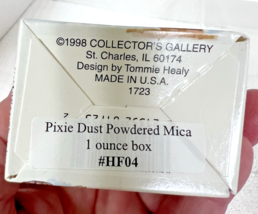 ©1998 COLLECTOR'S GALLERY
St. Charles, IL 60174
Design by Tommie Healy
MADE IN U.S.A.
1723
Pixie Dust Powdered Mica
1 ounce box
#HF04